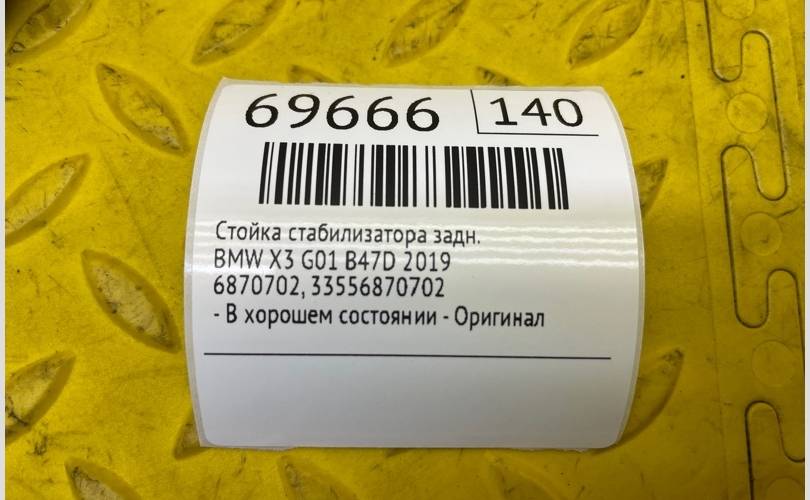 69666 140
Стойка стабилизатора задн.
BMW X3 G01 B47D 2019
6870702, 33556870702
- В хорошем состоянии - Оригинал